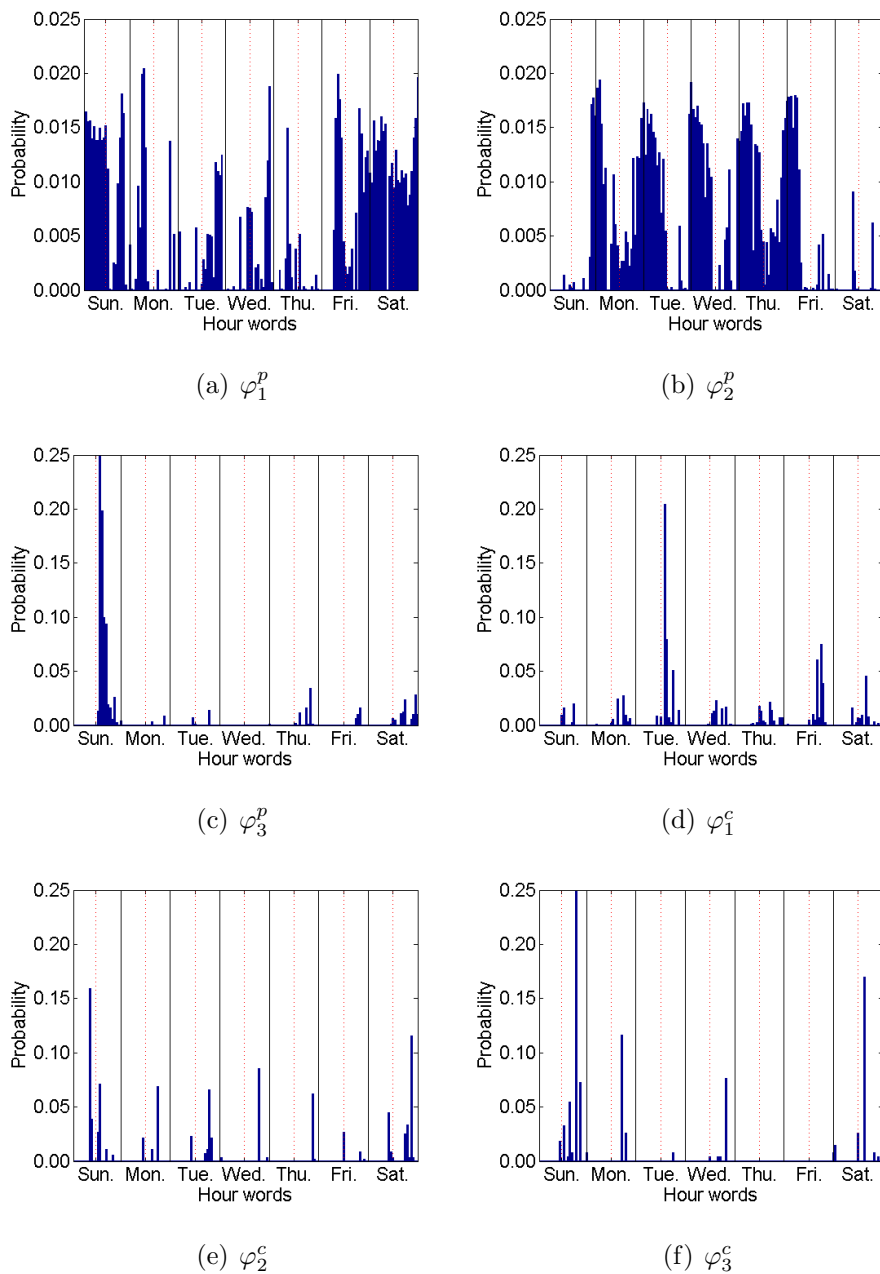 0.025
0.020
0.015
0.010
0.005
0.000
Probability
Sun. Mon. Tue. Wed. Thu. Fri. Sat.
Hour words
(a) φ₁ᵖ
0.025
0.020
0.015
0.010
0.005
0.000
Probability
Sun. Mon. Tue. Wed. Thu. Fri. Sat.
Hour words
(b) φ₂ᵖ
0.25
0.20
0.15
0.10
0.05
0.00
Probability
Sun. Mon. Tue. Wed. Thu. Fri. Sat.
Hour words
(c) φ₃ᵖ
0.25
0.20
0.15
0.10
0.05
0.00
Probability
Sun. Mon. Tue. Wed. Thu. Fri. Sat.
Hour words
(d) φ₁ᶜ
0.25
0.20
0.15
0.10
0.05
0.00
Probability
Sun. Mon. Tue. Wed. Thu. Fri. Sat.
Hour words
(e) φ₂ᶜ
0.25
0.20
0.15
0.10
0.05
0.00
Probability
Sun. Mon. Tue. Wed. Thu. Fri. Sat.
Hour words
(f) φ₃ᶜ